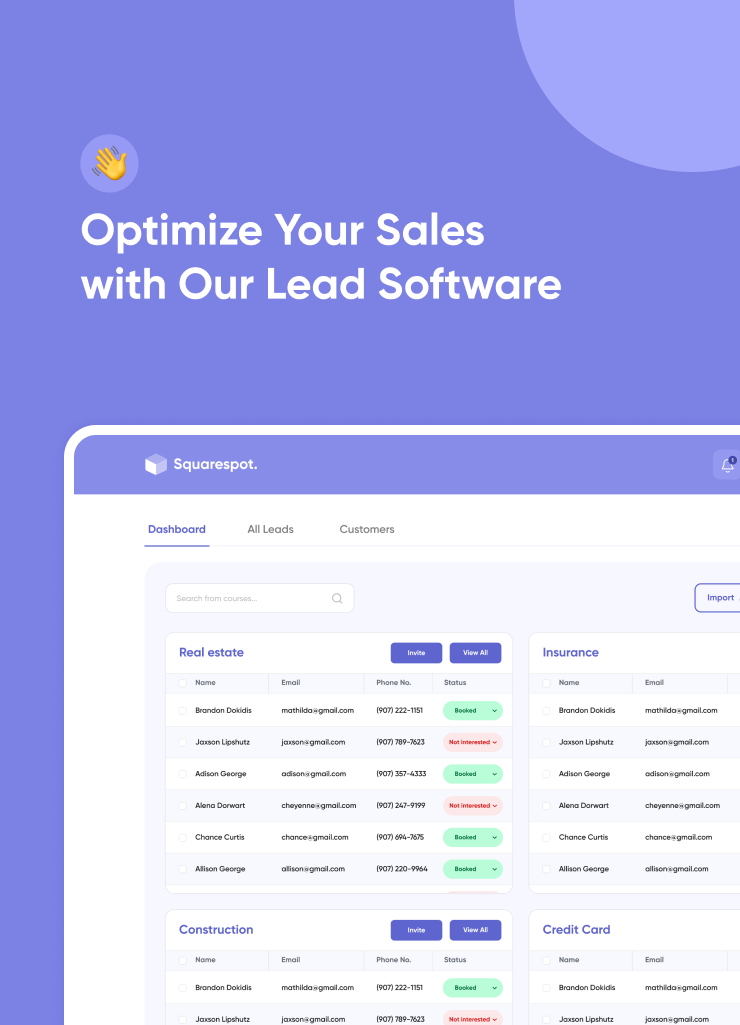 Optimize Your Sales
with Our Lead Software
Squarespot.
1
Dashboard All Leads Customers
Search from courses...
Import
Real estate Invite View All
Name Email Phone No. Status
Brandon Dokidis mathilda@gmail.com (907) 222-1151 Booked
Jaxson Lipshutz jaxson@gmail.com (907) 789-7623 Not interested
Adison George adison@gmail.com (907) 357-4333 Booked
Alena Dorwart cheyenne@gmail.com (907) 247-9199 Not interested
Chance Curtis chance@gmail.com (907) 694-7675 Booked
Allison George allison@gmail.com (907) 220-9964 Booked
Insurance
Name Email
Brandon Dokidis mathilda@gmail.com
Jaxson Lipshutz jaxson@gmail.com
Adison George adison@gmail.com
Alena Dorwart cheyenne@gmail.com
Chance Curtis chance@gmail.com
Allison George allison@gmail.com
Construction Invite View All
Name Email Phone No. Status
Brandon Dokidis mathilda@gmail.com (907) 222-1151 Booked
Jaxson Lipshutz jaxson@gmail.com (907) 789-7623 Not interested
Credit Card
Name Email
Brandon Dokidis mathilda@gmail.com
Jaxson Lipshutz jaxson@gmail.com